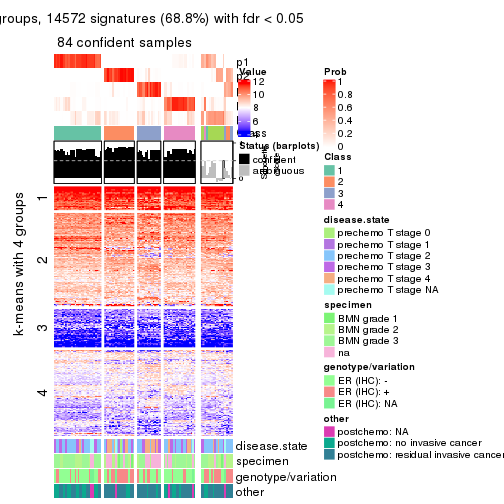 groups, 14572 signatures (68.8%) with fdr < 0.05
84 confident samples
p1
Value
12
10
8
6
Prob
1
0.8
0.6
0.4
0.2
0
Status (barplots)
confident
ambiguous
Class
1
2
3
4
k-means with 4 groups
1
2
3
4
disease.state
prechemo T stage 0
prechemo T stage 1
prechemo T stage 2
prechemo T stage 3
prechemo T stage 4
prechemo T stage NA
specimen
BMN grade 1
BMN grade 2
BMN grade 3
na
genotype/variation
ER (IHC): -
ER (IHC): +
ER (IHC): NA
other
postchemo: NA
postchemo: no invasive cancer
postchemo: residual invasive cancer
disease.state
specimen
genotype/variation
other